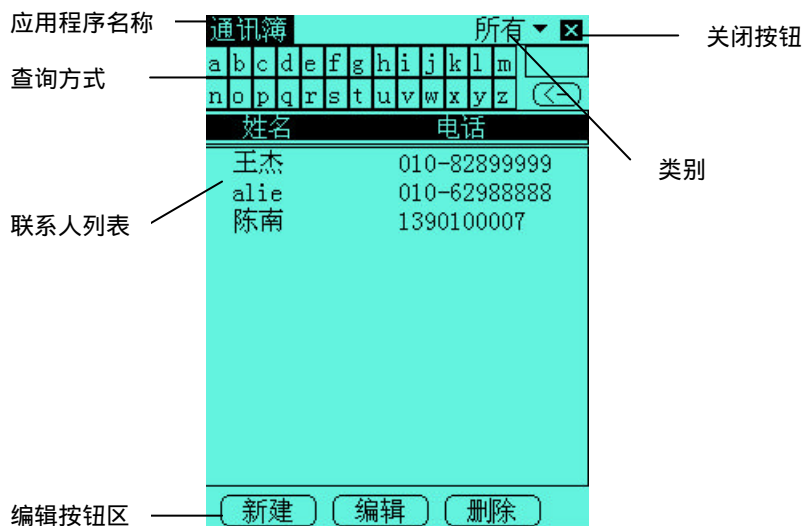 应用程序名称
通讯簿
所有
关闭按钮
查询方式
a b c d e f g h i j k l m
n o p q r s t u v w x y z
姓名 电话
类别
王杰 010-82899999
alie 010-62988888
联系人列表
陈南 1390100007
编辑按钮区
新建 编辑 删除